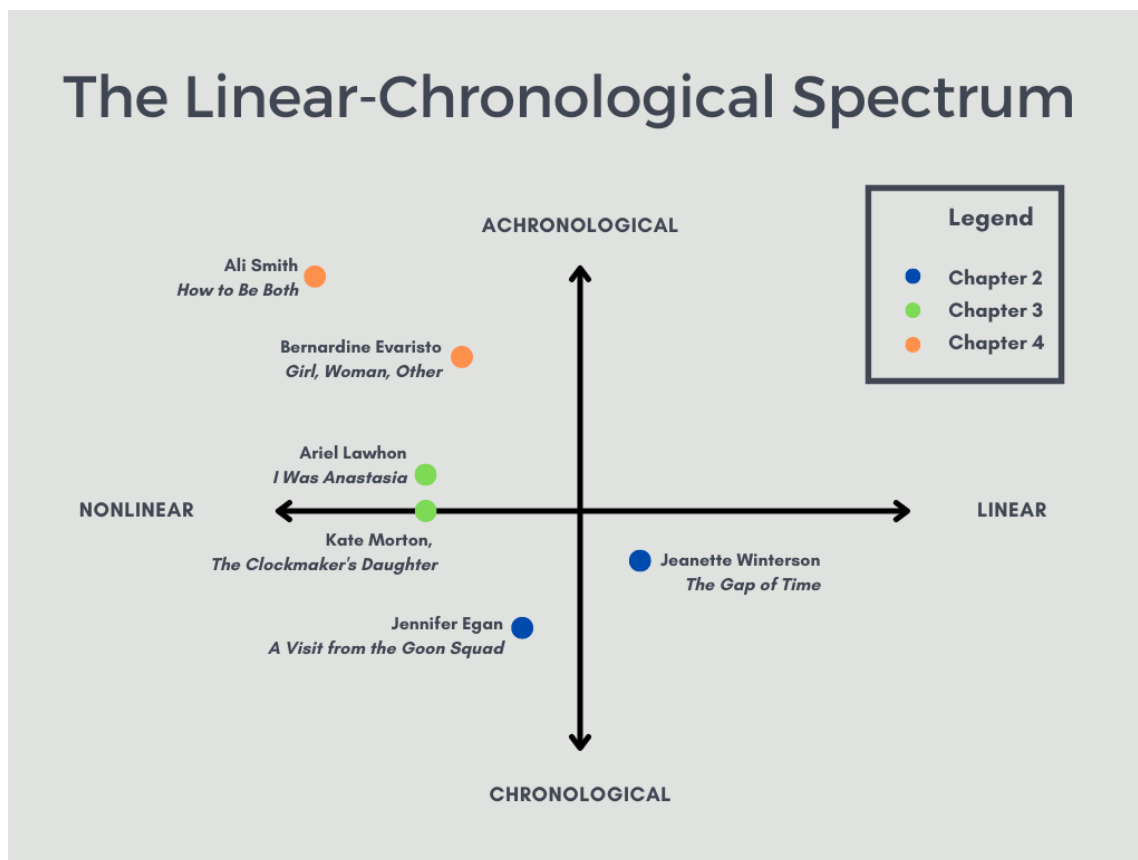 The Linear-Chronological Spectrum
Legend
Chapter 2
Chapter 3
Chapter 4
ACHRONOLOGICAL
Ali Smith
How to Be Both
Bernardine Evaristo
Girl, Woman, Other
Ariel Lawhon
I Was Anastasia
NONLINEAR
LINEAR
Kate Morton,
The Clockmaker's Daughter
Jeanette Winterson
The Gap of Time
Jennifer Egan
A Visit from the Goon Squad
CHRONOLOGICAL